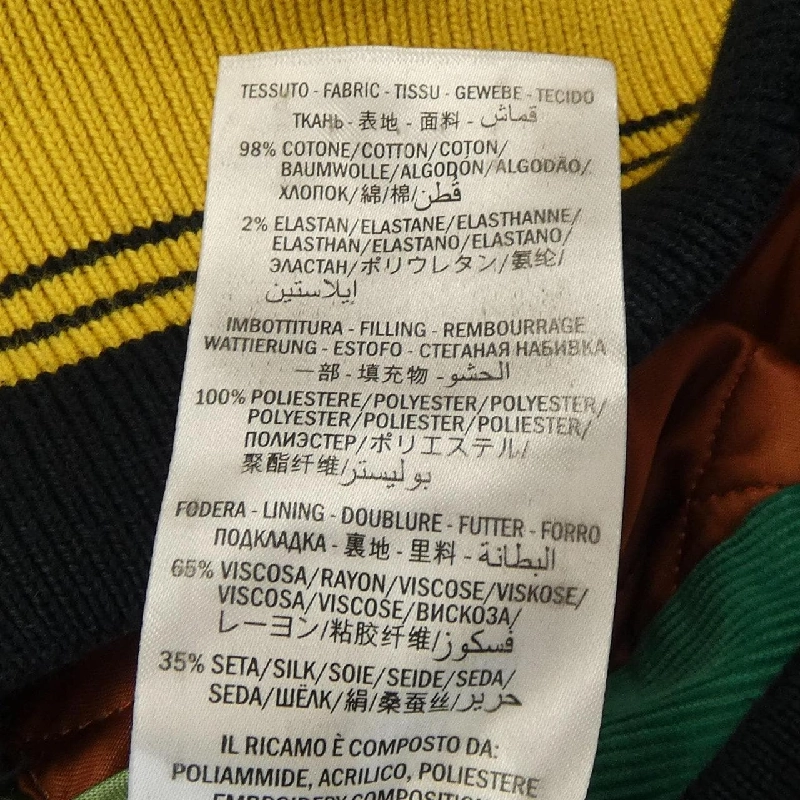 TESSUTO - FABRIC - TISSU - GEWEBE - TECIDO
ТКАНЬ - 表地 - 面料 - قماش
98% COTONE/COTTON/COTON/
BAUMWOLLE/ALGODÓN/ALGODÃO/
ХЛОПОК/綿/棉/قطن
2% ELASTAN/ELASTANE/ELASTHANNE/
ELASTHAN/ELASTANO/ELASTANO/
ЭЛАСТАН/ポリウレタン/氨纶/
إيلاستين
IMBOTTITURA - FILLING - REMBOURRAGE
WATTIERUNG - ESTOFO - СТЕГАНАЯ НАБИВКА
一部 - 填充物 - الحشو
100% POLIESTERE/POLYESTER/POLYESTER/
POLYESTER/POLIESTER/POLIESTER/
ПОЛИЭСТЕР/ポリエステル/
聚酯纤维/بوليستر
FODERA - LINING - DOUBLURE - FUTTER - FORRO
ПОДКЛАДКА - 裏地 - 里料 - البطانة
65% VISCOSA/RAYON/VISCOSE/VISKOSE/
VISCOSA/VISCOSE/ВИСКОЗА/
レーヨン/粘胶纤维/فسكوز
35% SETA/SILK/SOIE/SEIDE/SEDA/
SEDA/ШЁЛК/絹/桑蚕丝/حرير
IL RICAMO È COMPOSTO DA:
POLIAMMIDE, ACRILICO, POLIESTERE
EMBROIDERY COMPOSITION